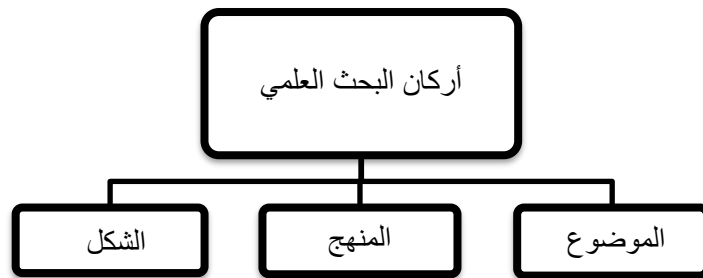 أركان البحث العلمي
الموضوع
المنهج
الشكل